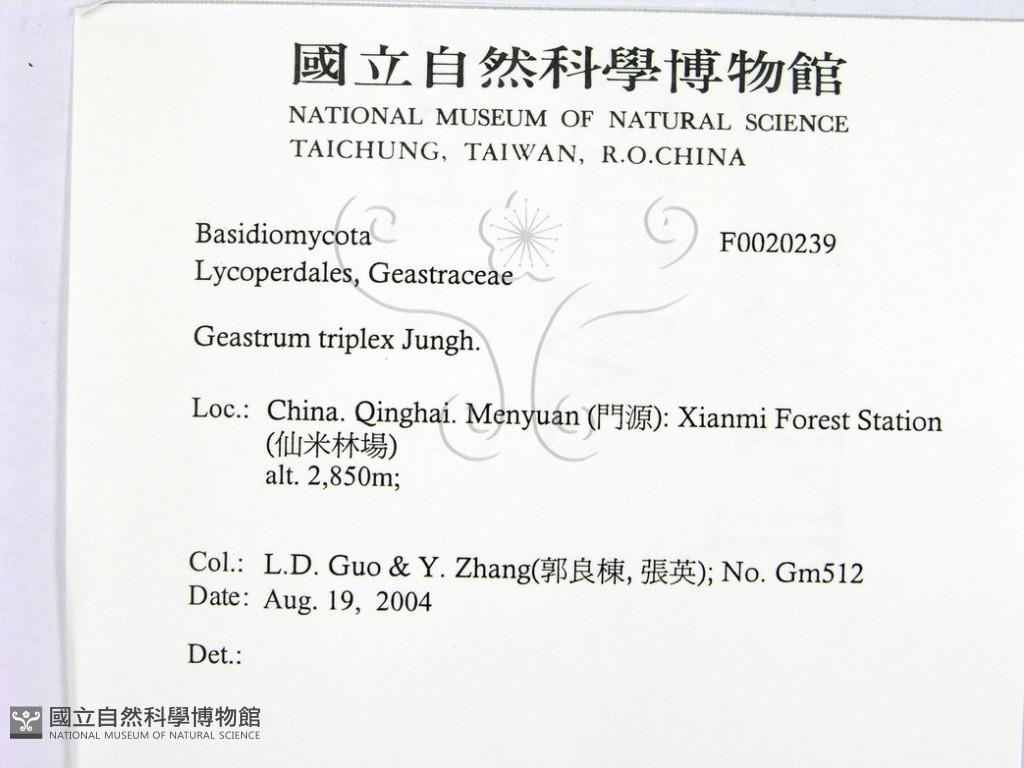 國立自然科學博物館
NATIONAL MUSEUM OF NATURAL SCIENCE
TAICHUNG, TAIWAN, R.O.CHINA
Basidiomycota F0020239
Lycoperdales, Geastraceae
Geastrum triplex Jungh.
Loc.: China. Qinghai. Menyuan (門源): Xianmi Forest Station
(仙米林場)
alt. 2,850m;
Col.: L.D. Guo & Y. Zhang(郭良棟, 張英); No. Gm512
Date: Aug. 19, 2004
Det.:
國立自然科學博物館
NATIONAL MUSEUM OF NATURAL SCIENCE